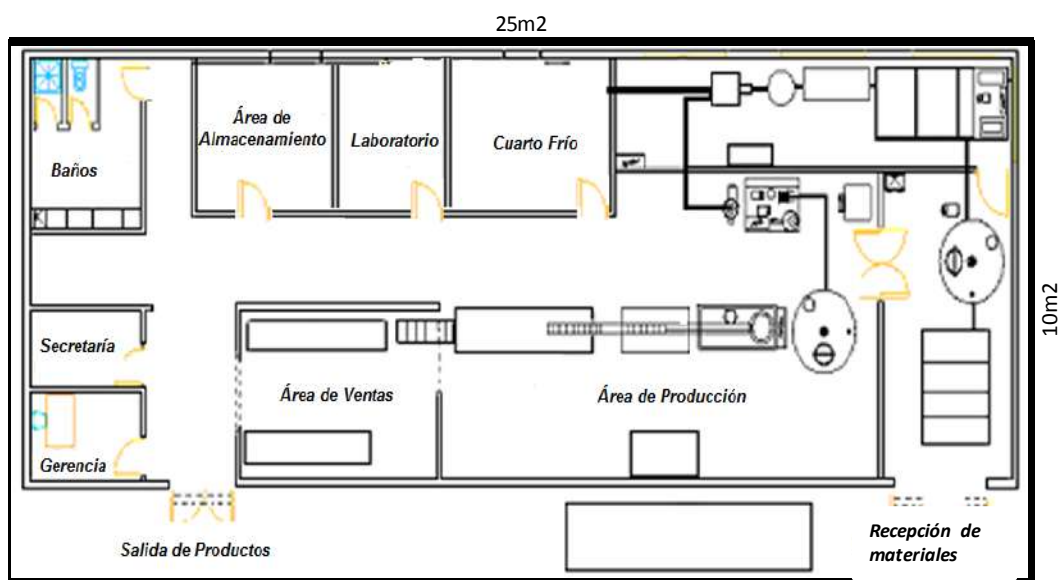 25m2
Área de
Almacenamiento
Laboratorio
Cuarto Frío
Baños
10m2
Secretaría
Área de Ventas
Área de Producción
Gerencia
Salida de Productos
Recepción de
materiales